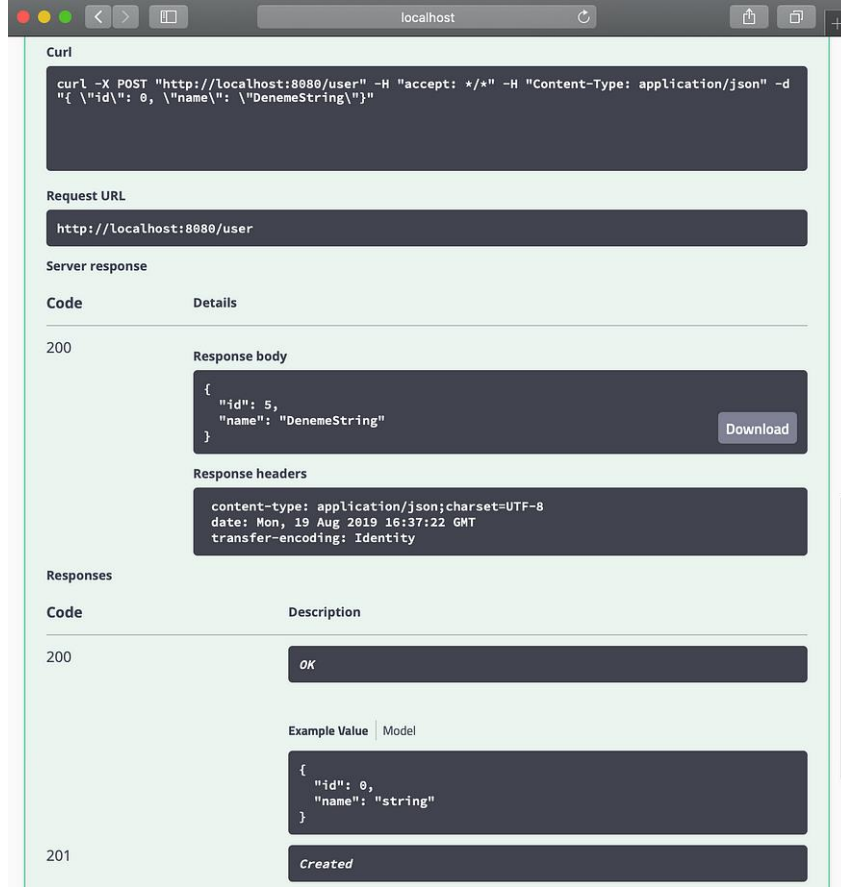 localhost
Curl
curl -X POST "http://localhost:8080/user" -H "accept: */*" -H "Content-Type: application/json" -d
"{ \"id\": 0, \"name\": \"DenemeString\"}"
Request URL
http://localhost:8080/user
Server response
Code Details
200
Response body
{
  "id": 5,
  "name": "DenemeString"
}
Download
Response headers
content-type: application/json;charset=UTF-8
date: Mon, 19 Aug 2019 16:37:22 GMT
transfer-encoding: Identity
Responses
Code Description
200 OK
Example Value Model
{
  "id": 0,
  "name": "string"
}
201 Created